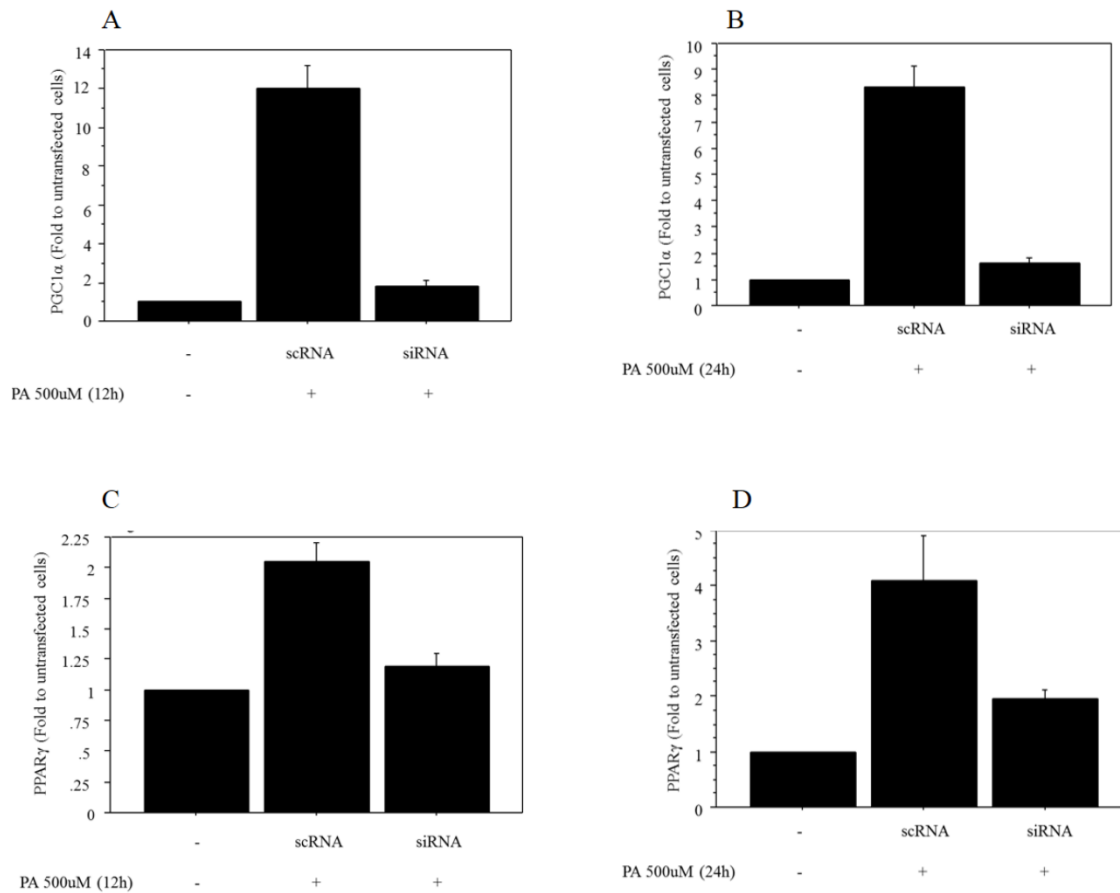 A
PGC1α (Fold to untransfected cells)
14
12
10
8
6
4
2
0
- scRNA siRNA
PA 500uM (12h) - + +
B
PGC1α (Fold to untransfected cells)
10
9
8
7
6
5
4
3
2
1
0
- scRNA siRNA
PA 500uM (24h) - + +
C
PPARγ (Fold to untransfected cells)
2.25
2
1.75
1.5
1.25
1
.75
.5
.25
0
- scRNA siRNA
PA 500uM (12h) - + +
D
PPARγ (Fold to untransfected cells)
5
4
3
2
1
0
- scRNA siRNA
PA 500uM (24h) - + +